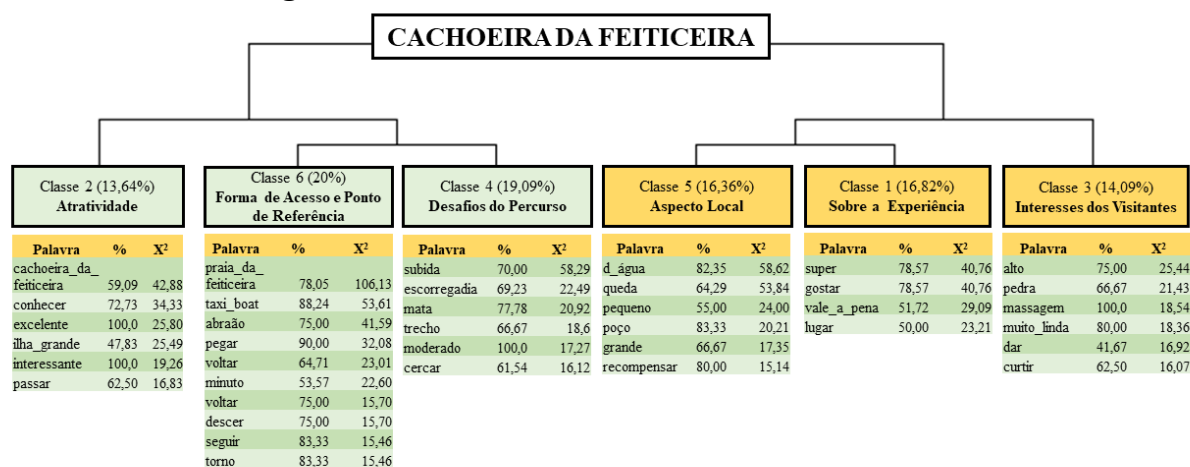 CACHOEIRA DA FEITICEIRA
Classe 2 (13,64%)
Atratividade
Palavra % X²
cachoeira_da_
feiticeira 59,09 42,88
conhecer 72,73 34,33
excelente 100,0 25,80
ilha_grande 47,83 25,49
interessante 100,0 19,26
passar 62,50 16,83
Classe 6 (20%)
Forma de Acesso e Ponto
de Referência
Palavra % X²
praia_da_
feiticeira 78,05 106,13
taxi_boat 88,24 53,61
abraão 75,00 41,59
pegar 90,00 32,08
voltar 64,71 23,01
minuto 53,57 22,60
voltar 75,00 15,70
descer 75,00 15,70
seguir 83,33 15,46
torno 83,33 15,46
Classe 4 (19,09%)
Desafios do Percurso
Palavra % X²
subida 70,00 58,29
escorregadia 69,23 22,49
mata 77,78 20,92
trecho 66,67 18,6
moderado 100,0 17,27
cercar 61,54 16,12
Classe 5 (16,36%)
Aspecto Local
Palavra % X²
d_água 82,35 58,62
queda 64,29 53,84
pequeno 55,00 24,00
poço 83,33 20,21
grande 66,67 17,35
recompensar 80,00 15,14
Classe 1 (16,82%)
Sobre a Experiência
Palavra % X²
super 78,57 40,76
gostar 78,57 40,76
vale_a_pena 51,72 29,09
lugar 50,00 23,21
Classe 3 (14,09%)
Interesses dos Visitantes
Palavra % X²
alto 75,00 25,44
pedra 66,67 21,43
massagem 100,0 18,54
muito_linda 80,00 18,36
dar 41,67 16,92
curtir 62,50 16,07